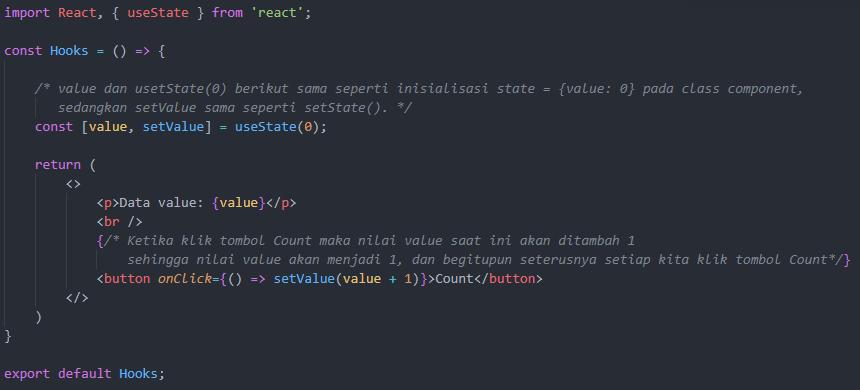 import React, { useState } from 'react';
const Hooks = () => {
/* value dan usetState(0) berikut sama seperti inisialisasi state = {value: 0} pada class component,
sedangkan setValue sama seperti setState(). */
const [value, setValue] = useState(0);
return (
<>
<p>Data value: {value}</p>
<br />
{/* Ketika klik tombol Count maka nilai value saat ini akan ditambah 1
sehingga nilai value akan menjadi 1, dan begitupun seterusnya setiap kita klik tombol Count*/}
<button onClick={() => setValue(value + 1)}>Count</button>
</>
)
}
export default Hooks;